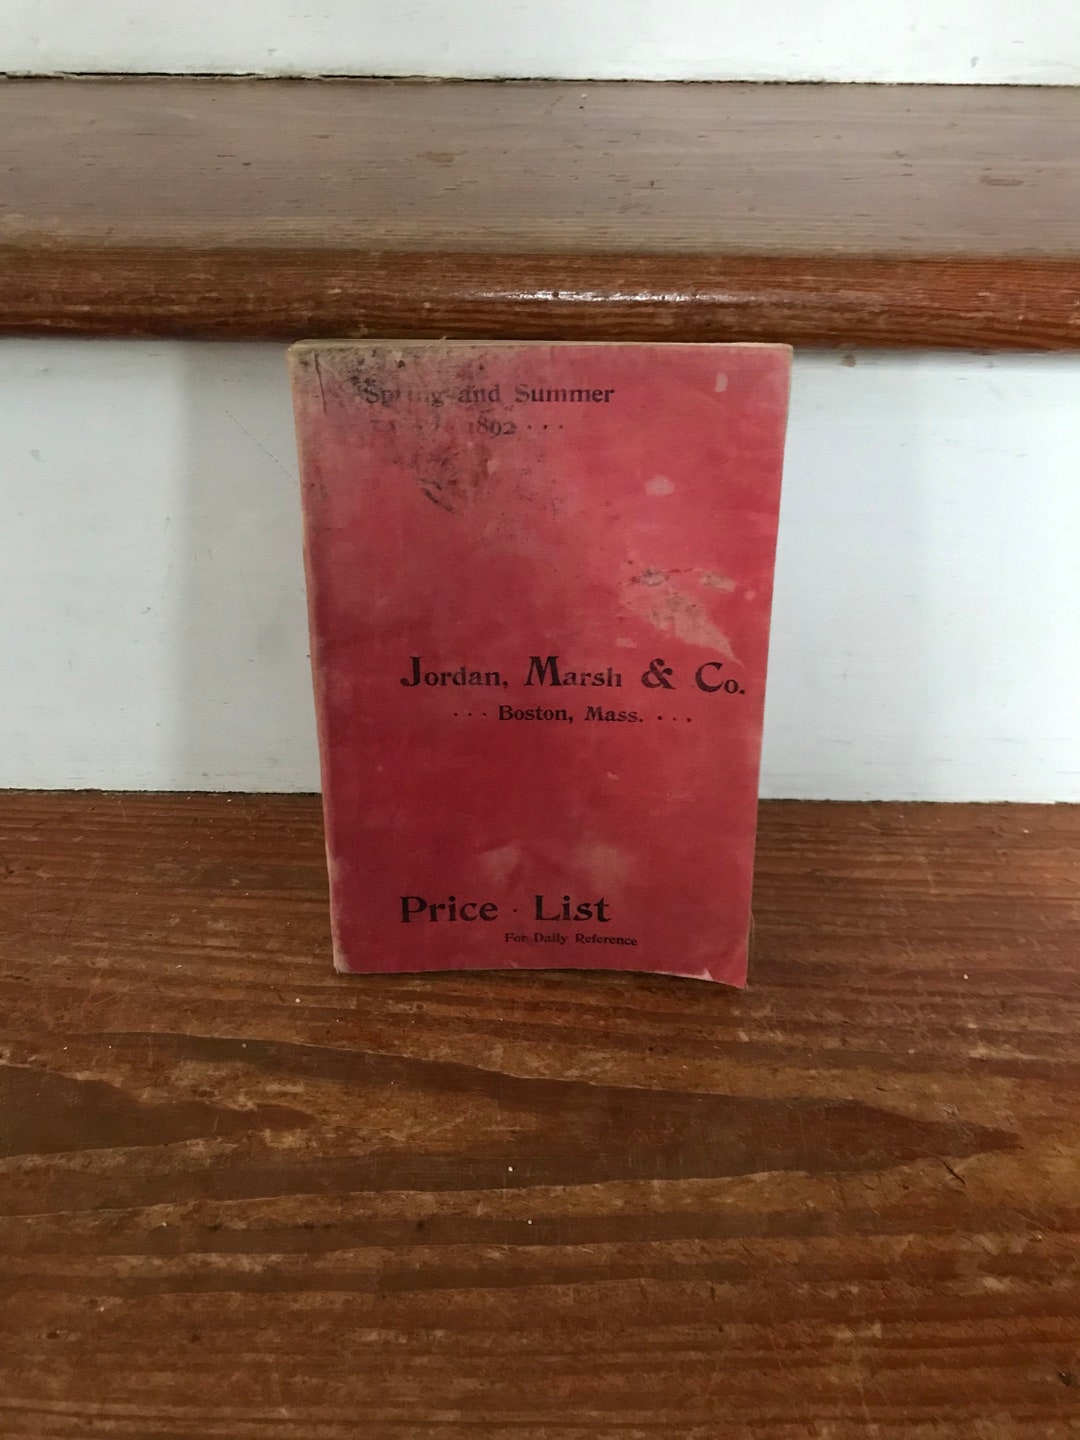 Spring and Summer
1892 . . .
Jordan, Marsh & Co.
. . . Boston, Mass. . . .
Price · List
For Daily Reference